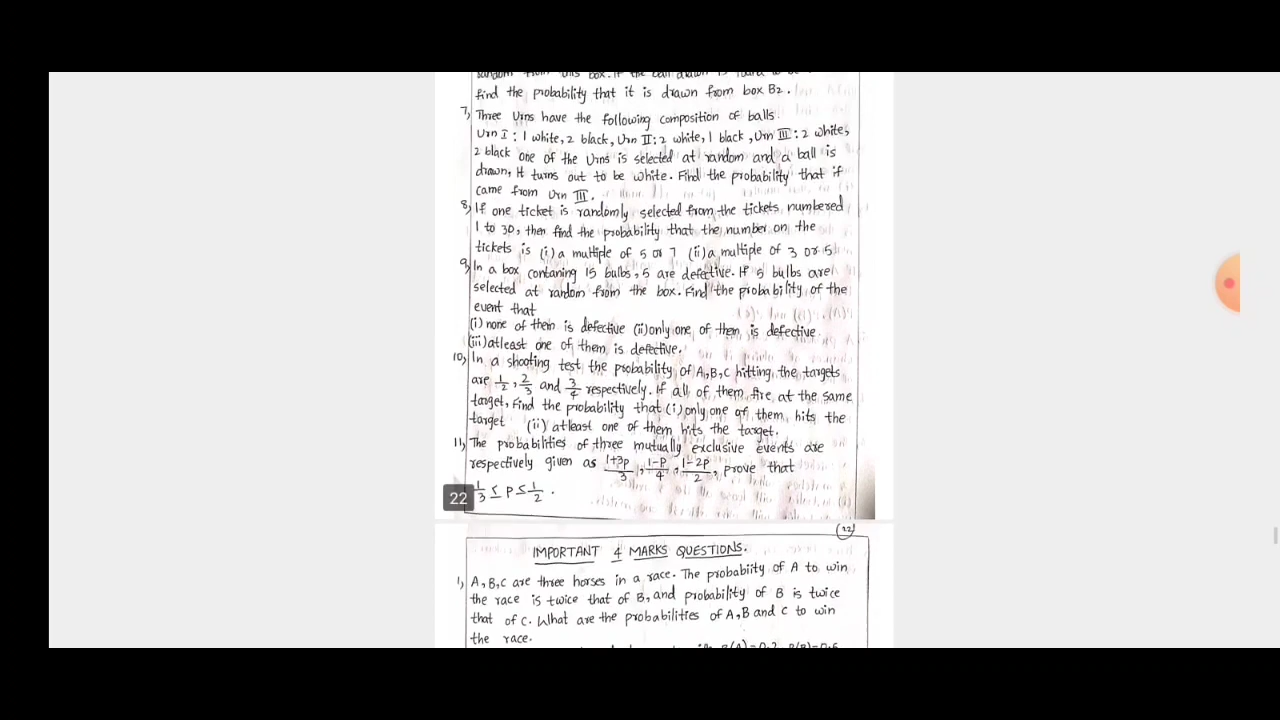 find the probability that it is drawn from box B2.
7) Three Urns have the following composition of balls.
Urn I : 1 white, 2 black, Urn II : 2 white, 1 black, Urn III : 2 white,
2 black one of the Urns is selected at random and a ball is
drawn, It turns out to be white. Find the probability that if
came from Urn III.
8) If one ticket is randomly selected from the tickets numbered
1 to 30, then find the probability that the number on the
tickets is (i) a multiple of 5 or 7 (ii) a multiple of 3 or 5
9) In a box contaning 15 bulbs, 5 are defective. If 5 bulbs are
selected at random from the box. Find the probability of the
event that
(i) none of them is defective (ii) only one of them is defective
(iii) atleast one of them is defective.
10) In a shooting test the probability of A, B, C hitting the targets
are 1/2, 2/3 and 3/4 respectively. If all of them fire at the same
target, Find the probability that (i) only one of them hits the
target (ii) atleast one of them hits the target.
11) The probabilities of three mutually exclusive events are
respectively given as 1+3p/3, 1-p/4, 1-2p/2, prove that
1/3 ≤ p ≤ 1/2.
22
(22)
IMPORTANT 4 MARKS QUESTIONS.
1) A, B, C are three horses in a race. The probabiity of A to win
the race is twice that of B, and probability of B is twice
that of C. What are the probabilities of A, B and C to win
the race.